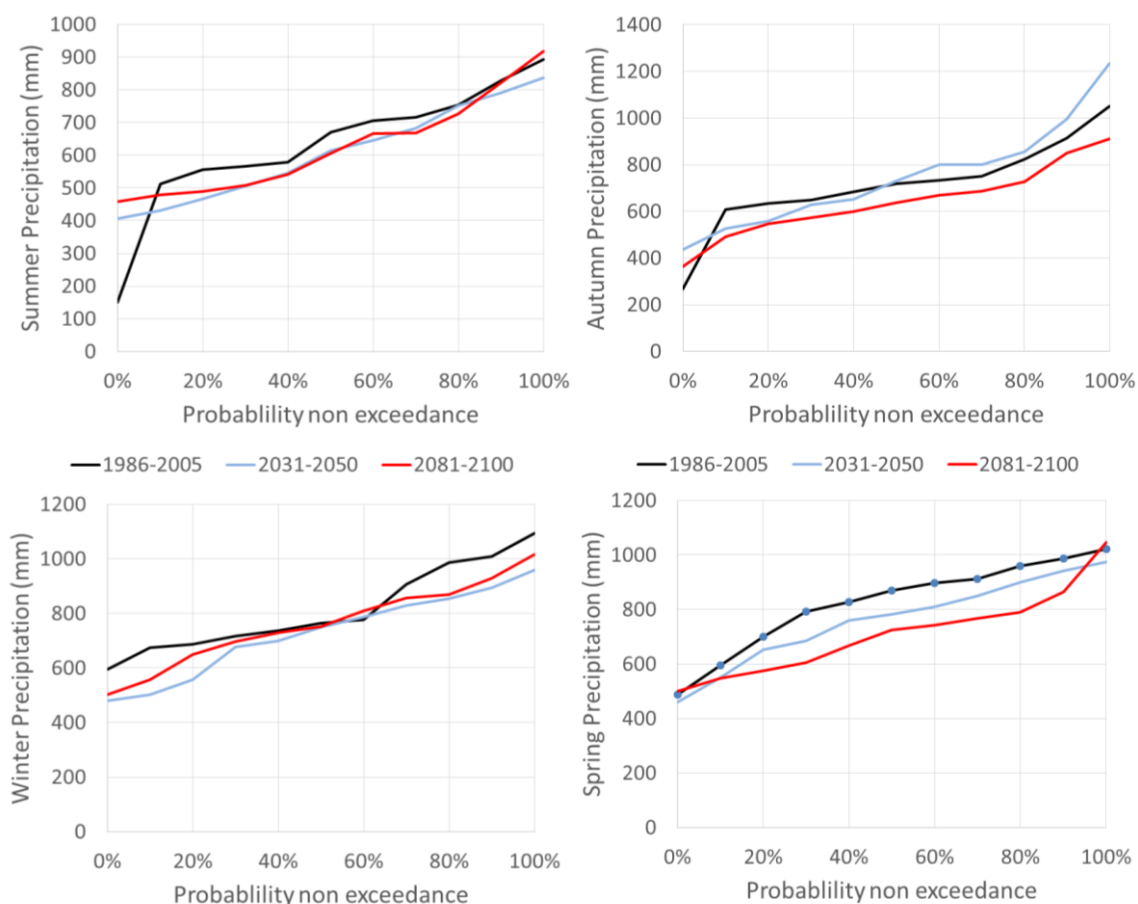 Summer Precipitation (mm)
1000
900
800
700
600
500
400
300
200
100
0
0% 20% 40% 60% 80% 100%
Probablility non exceedance
Autumn Precipitation (mm)
1400
1200
1000
800
600
400
200
0
0% 20% 40% 60% 80% 100%
Probablility non exceedance
1986-2005 2031-2050 2081-2100
Winter Precipitation (mm)
1200
1000
800
600
400
200
0
0% 20% 40% 60% 80% 100%
Probablility non exceedance
1986-2005 2031-2050 2081-2100
Spring Precipitation (mm)
1200
1000
800
600
400
200
0
0% 20% 40% 60% 80% 100%
Probablility non exceedance